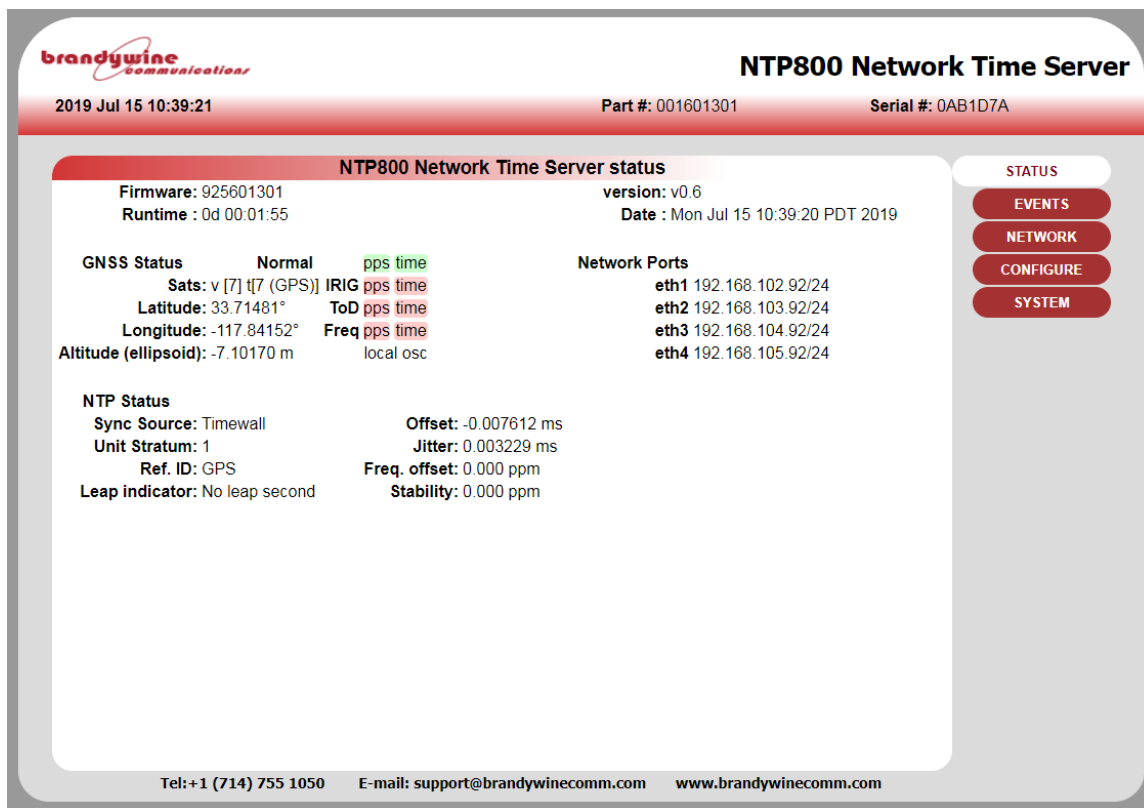 brandywine
communications
NTP800 Network Time Server
2019 Jul 15 10:39:21 Part #: 001601301 Serial #: 0AB1D7A
NTP800 Network Time Server status
Firmware: 925601301 version: v0.6
Runtime : 0d 00:01:55 Date : Mon Jul 15 10:39:20 PDT 2019
GNSS Status Normal pps time Network Ports
Sats: v [7] t[7 (GPS)] IRIG pps time eth1 192.168.102.92/24
Latitude: 33.71481° ToD pps time eth2 192.168.103.92/24
Longitude: -117.84152° Freq pps time eth3 192.168.104.92/24
Altitude (ellipsoid): -7.10170 m local osc eth4 192.168.105.92/24
NTP Status
Sync Source: Timewall Offset: -0.007612 ms
Unit Stratum: 1 Jitter: 0.003229 ms
Ref. ID: GPS Freq. offset: 0.000 ppm
Leap indicator: No leap second Stability: 0.000 ppm
STATUS
EVENTS
NETWORK
CONFIGURE
SYSTEM
Tel:+1 (714) 755 1050 E-mail: support@brandywinecomm.com www.brandywinecomm.com